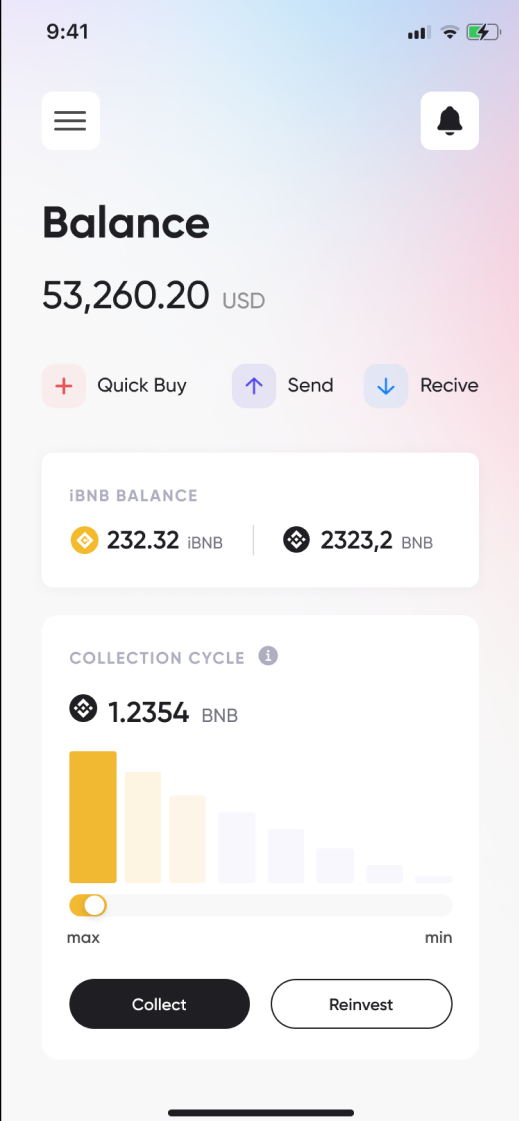 9:41
Balance
53,260.20 USD
Quick Buy Send Recive
iBNB BALANCE
232.32 iBNB 2323,2 BNB
COLLECTION CYCLE i
1.2354 BNB
max min
Collect Reinvest